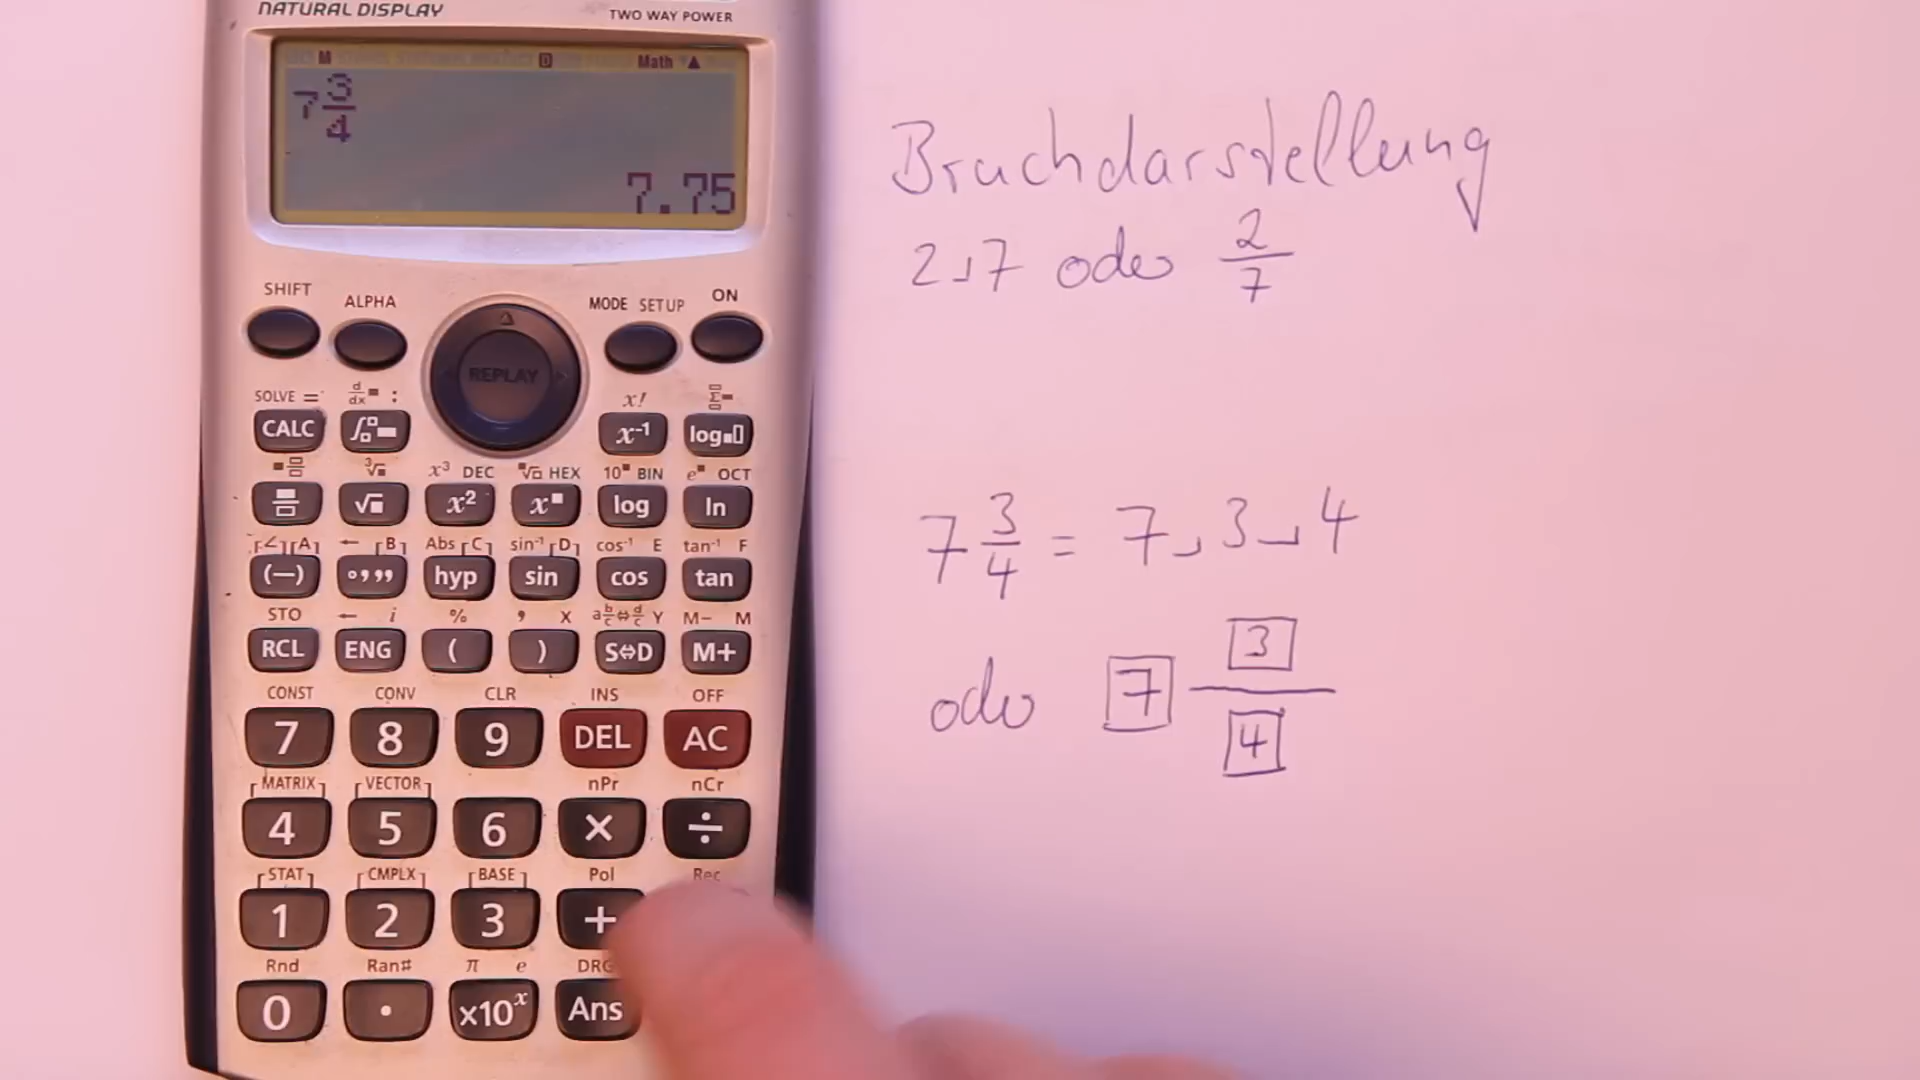 NATURAL DISPLAY
TWO WAY POWER
M D Math ▲
7 3/4
7.75
SHIFT
ALPHA
MODE SETUP
ON
REPLAY
SOLVE =
d/dx :
x!
Σ
CALC
∫
x⁻¹
log
³√
x³ DEC
√ HEX
10 BIN
e OCT
√
x²
x
log
ln
∠ A
← B
Abs C
sin⁻¹ D
cos⁻¹ E
tan⁻¹ F
(−)
° , ,,
hyp
sin
cos
tan
STO
← i
%
, X
a b/c ⇔ d/c Y
M− M
RCL
ENG
(
)
S⇔D
M+
CONST
CONV
CLR
INS
OFF
7
8
9
DEL
AC
MATRIX
VECTOR
nPr
nCr
4
5
6
×
÷
STAT
CMPLX
BASE
Pol
Rec
1
2
3
+
Rnd
Ran#
π e
DRG
0
.
×10ˣ
Ans
Bruchdarstellung
2⌟7 oder 2/7
7 3/4 = 7⌟3⌟4
oder 7 3/4